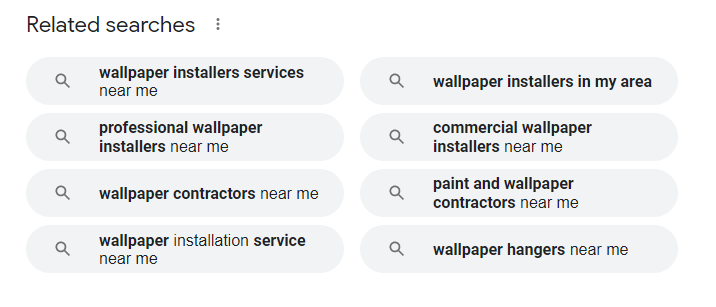 Related searches
wallpaper installers services
near me
wallpaper installers in my area
professional wallpaper
installers near me
commercial wallpaper
installers near me
wallpaper contractors near me
paint and wallpaper
contractors near me
wallpaper installation service
near me
wallpaper hangers near me